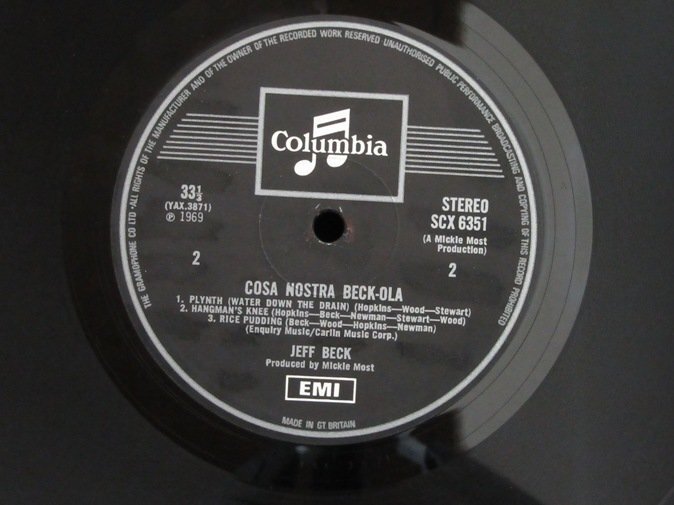 THE GRAMOPHONE CO LTD · ALL RIGHTS OF THE MANUFACTURER AND OF THE OWNER OF THE RECORDED WORK RESERVED UNAUTHORISED PUBLIC PERFORMANCE BROADCASTING AND COPYING OF THIS RECORD PROHIBITED
Columbia
33⅓
(YAX.3871)
℗ 1969
STEREO
SCX 6351
(A Mickie Most
Production)
2
2
COSA NOSTRA BECK-OLA
1. PLYNTH (WATER DOWN THE DRAIN) (Hopkins—Wood—Stewart)
2. HANGMAN'S KNEE (Hopkins—Beck—Newman—Stewart—Wood)
3. RICE PUDDING (Beck—Wood—Hopkins—Newman)
(Enquiry Music/Carlin Music Corp.)
JEFF BECK
Produced by Mickie Most
EMI
MADE IN GT. BRITAIN